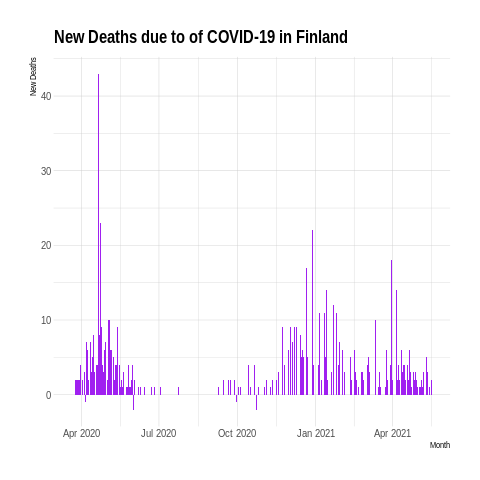 New Deaths due to of COVID-19 in Finland
New Deaths
40
30
20
10
0
Apr 2020 Jul 2020 Oct 2020 Jan 2021 Apr 2021
Month